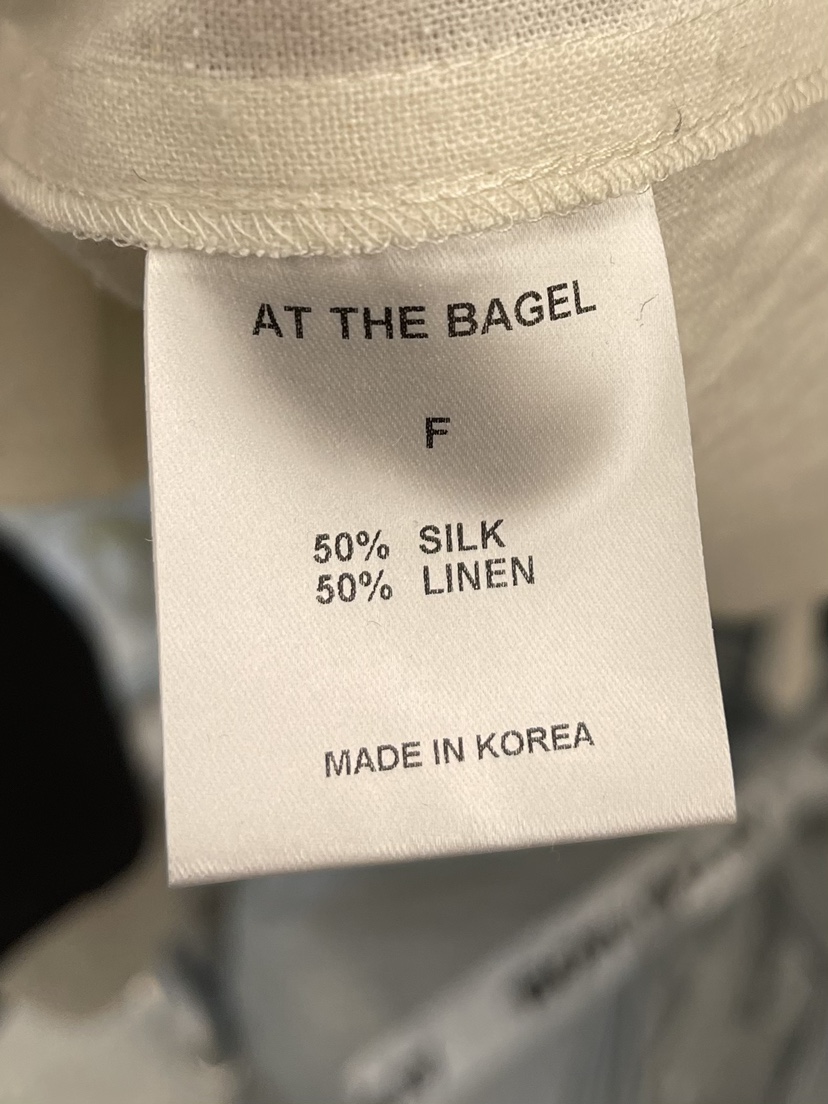 AT THE BAGEL
F
50% SILK
50% LINEN
MADE IN KOREA